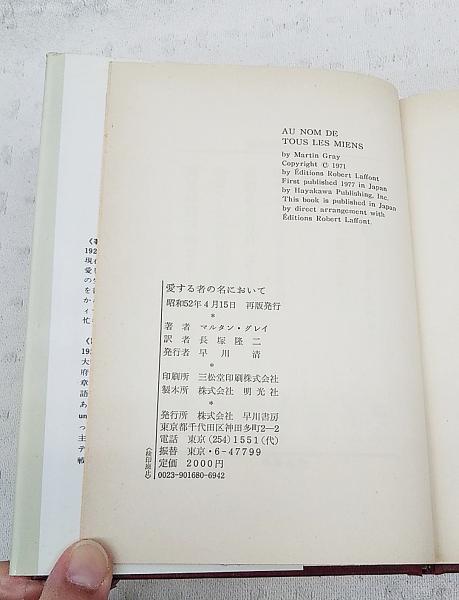 AU NOM DE
TOUS LES MIENS
by Martin Gray
Copyright © 1971
by Éditions Robert Laffont
First published 1977 in Japan
by Hayakawa Publishing, Inc.
This book is published in Japan
by direct arrangement with
Éditions Robert Laffont.
愛する者の名において
昭和52年4月15日 再版発行
*
著者 マルタン・グレイ
訳者 長塚隆二
発行者 早川 清
*
印刷所 三松堂印刷株式会社
製本所 株式会社 明光社
*
発行所 株式会社 早川書房
東京都千代田区神田多町2-2
電話 東京(254)1551(代)
振替 東京・6-47799
定価 2000円
0023-901680-6942
〈検印廃止〉